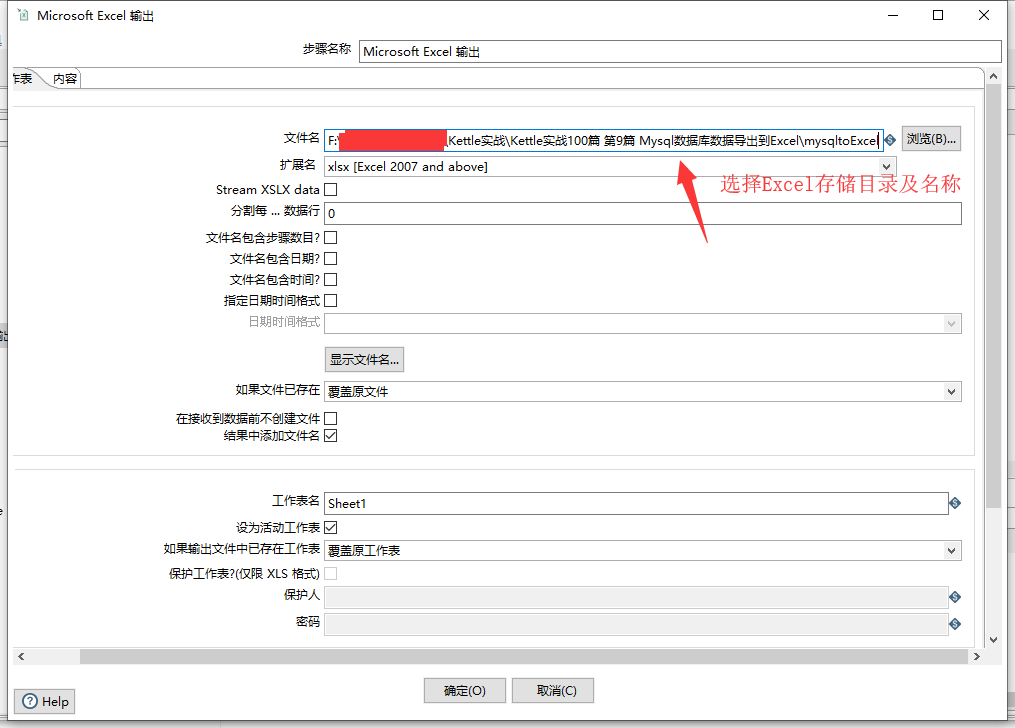 Microsoft Excel 输出
步骤名称 Microsoft Excel 输出
作表 内容
文件名 F:\ Kettle实战\Kettle实战100篇 第9篇 Mysql数据库数据导出到Excel\mysqltoExcel 浏览(B)...
扩展名 xlsx [Excel 2007 and above]
选择Excel存储目录及名称
Stream XSLX data
分割每 ... 数据行 0
文件名包含步骤数目?
文件名包含日期?
文件名包含时间?
指定日期时间格式
日期时间格式
显示文件名...
如果文件已存在 覆盖原文件
在接收到数据前不创建文件
结果中添加文件名
工作表名 Sheet1
设为活动工作表
如果输出文件中已存在工作表 覆盖原工作表
保护工作表?(仅限 XLS 格式)
保护人
密码
Help 确定(O) 取消(C)